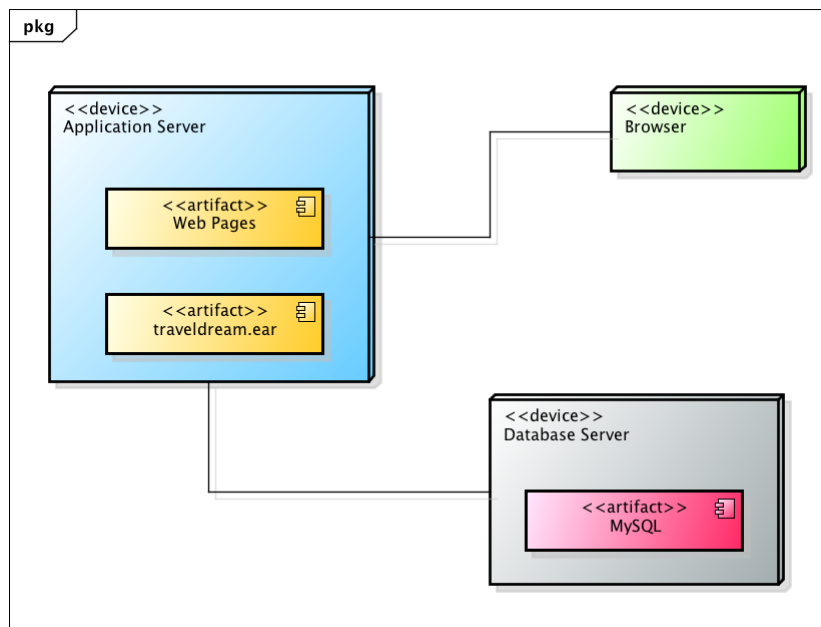 pkg
<<device>>
Application Server
<<artifact>>
Web Pages
<<artifact>>
traveldream.ear
<<device>>
Browser
<<device>>
Database Server
<<artifact>>
MySQL